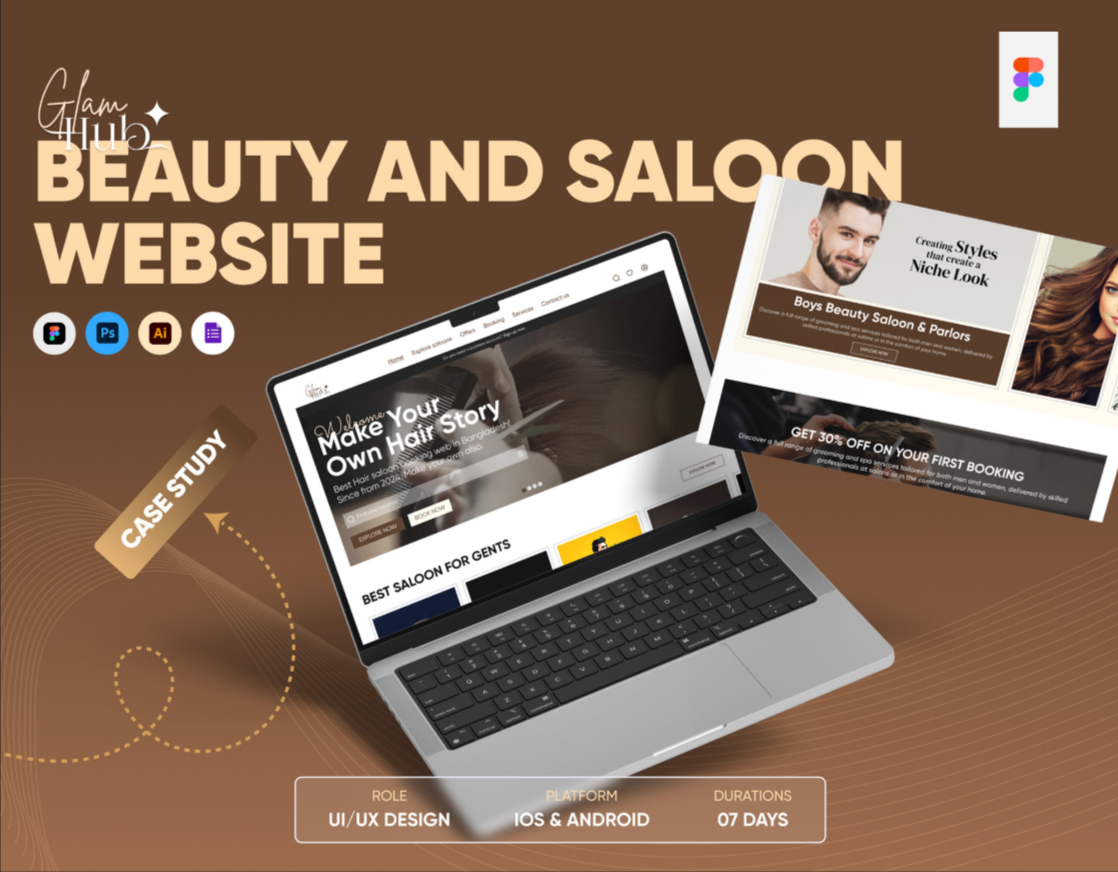 Glam
Hub
BEAUTY AND SALOON
WEBSITE
Ps
Ai
CASE STUDY
Home Explore saloons Offers Booking Services Contact us
Glam
Hub
Welcome
Make Your
Own Hair Story
Best Hair saloon booking web in Bangladesh!
Since from 2024. Make your own also.
EXPLORE NOW
BOOK NOW
EXPLORE MORE
BEST SALOON FOR GENTS
Creating Styles
that create a
Niche Look
Boys Beauty Saloon & Parlors
Discover a full range of grooming and spa services tailored for both men and women, delivered by
skilled professionals at salons or in the comfort of your home.
EXPLORE NOW
GET 30% OFF ON YOUR FIRST BOOKING
Discover a full range of grooming and spa services tailored for both men and women, delivered by skilled
professionals at salons or in the comfort of your home.
ROLE
UI/UX DESIGN
PLATFORM
IOS & ANDROID
DURATIONS
07 DAYS